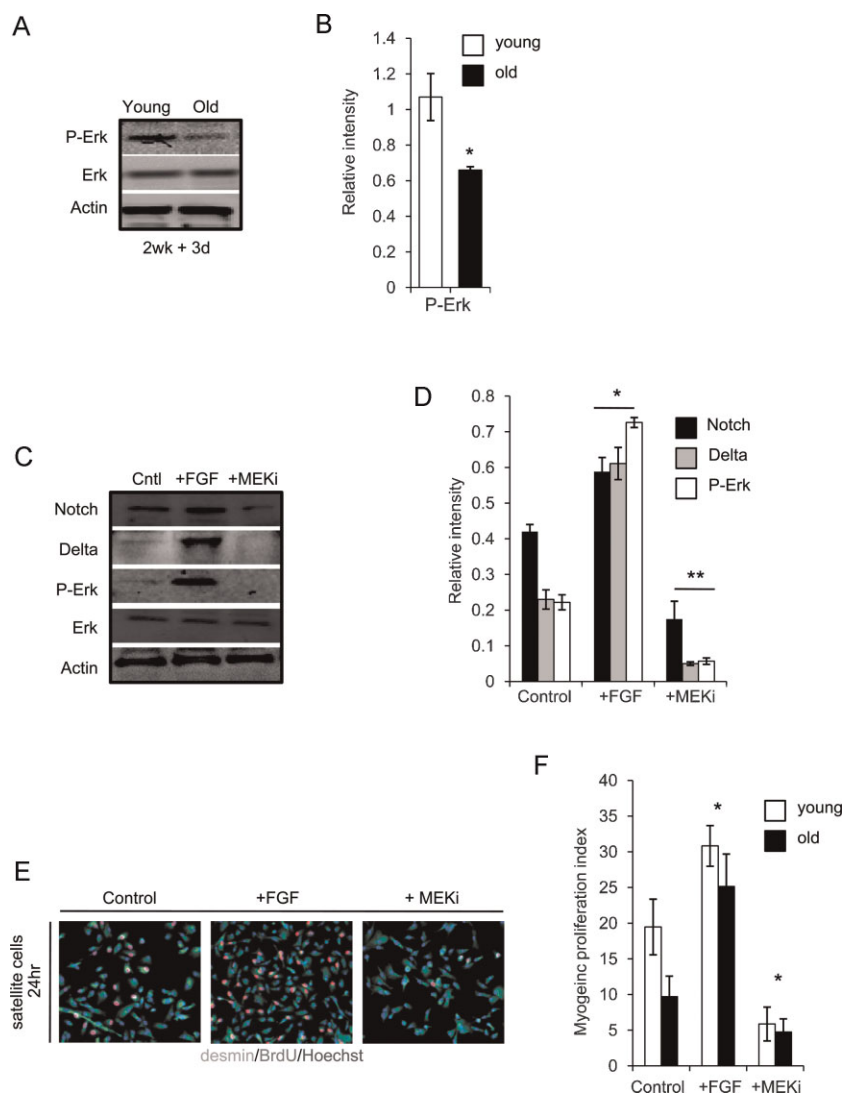 A
Young Old
P-Erk
Erk
Actin
2wk + 3d
B
1.4
1.2
1
0.8
0.6
0.4
0.2
0
Relative intensity
young
old
*
P-Erk
C
Cntl +FGF +MEKi
Notch
Delta
P-Erk
Erk
Actin
D
0.8
0.7
0.6
0.5
0.4
0.3
0.2
0.1
0
Relative intensity
*
**
Notch
Delta
P-Erk
Control +FGF +MEKi
E
Control +FGF + MEKi
satellite cells
24hr
desmin/BrdU/Hoechst
F
40
35
30
25
20
15
10
5
0
Myogeinc proliferation index
young
old
*
*
Control +FGF +MEKi